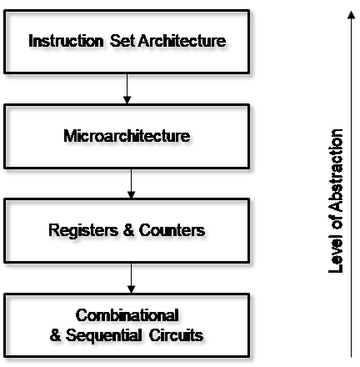 Instruction Set Architecture
Microarchitecture
Registers & Counters
Combinational
& Sequential Circuits
Level of Abstraction